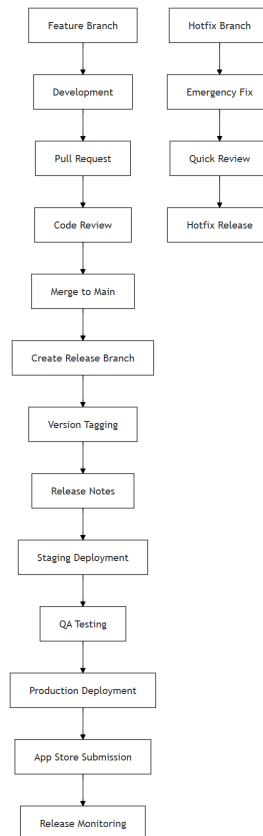 Feature Branch
Hotfix Branch
Development
Emergency Fix
Pull Request
Quick Review
Code Review
Hotfix Release
Merge to Main
Create Release Branch
Version Tagging
Release Notes
Staging Deployment
QA Testing
Production Deployment
App Store Submission
Release Monitoring